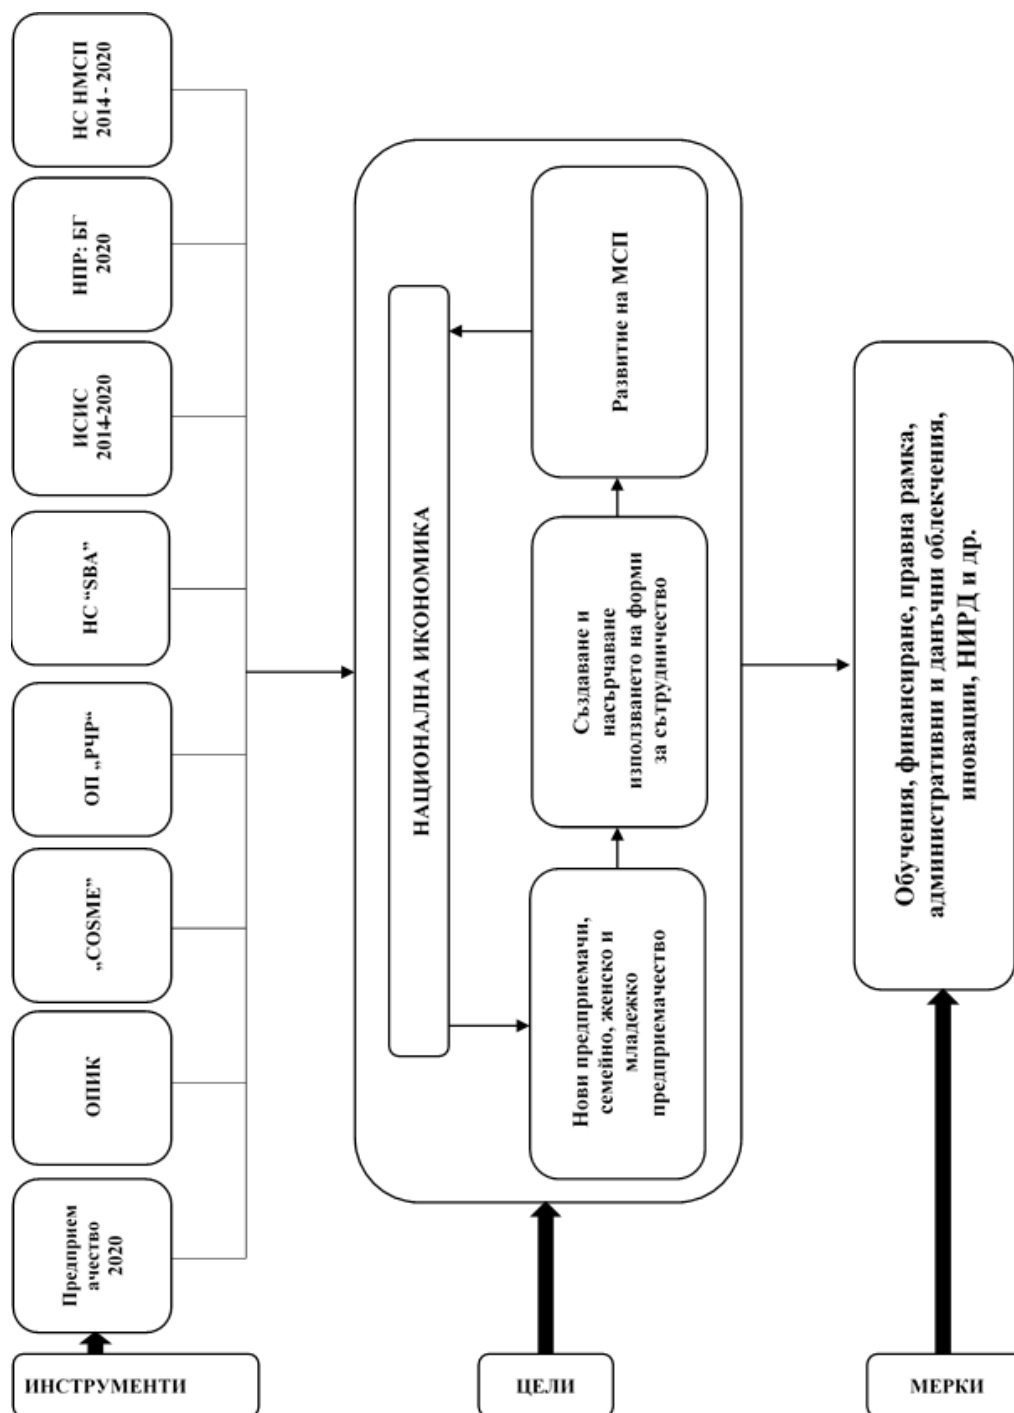 ИНСТРУМЕНТИ
Предприем
ачество
2020
ОПИК
„COSME”
ОП „РЧР“
НС “SBA”
ИСИС
2014-2020
НПР: БГ
2020
НС НМСП
2014 - 2020
ЦЕЛИ
НАЦИОНАЛНА ИКОНОМИКА
Нови предприемачи,
семейно, женско и
младежко
предприемачество
Създаване и
насърчаване
използването на форми
за сътрудничество
Развитие на МСП
МЕРКИ
Обучения, финансиране, правна рамка,
административни и данъчни облекчения,
иновации, НИРД и др.